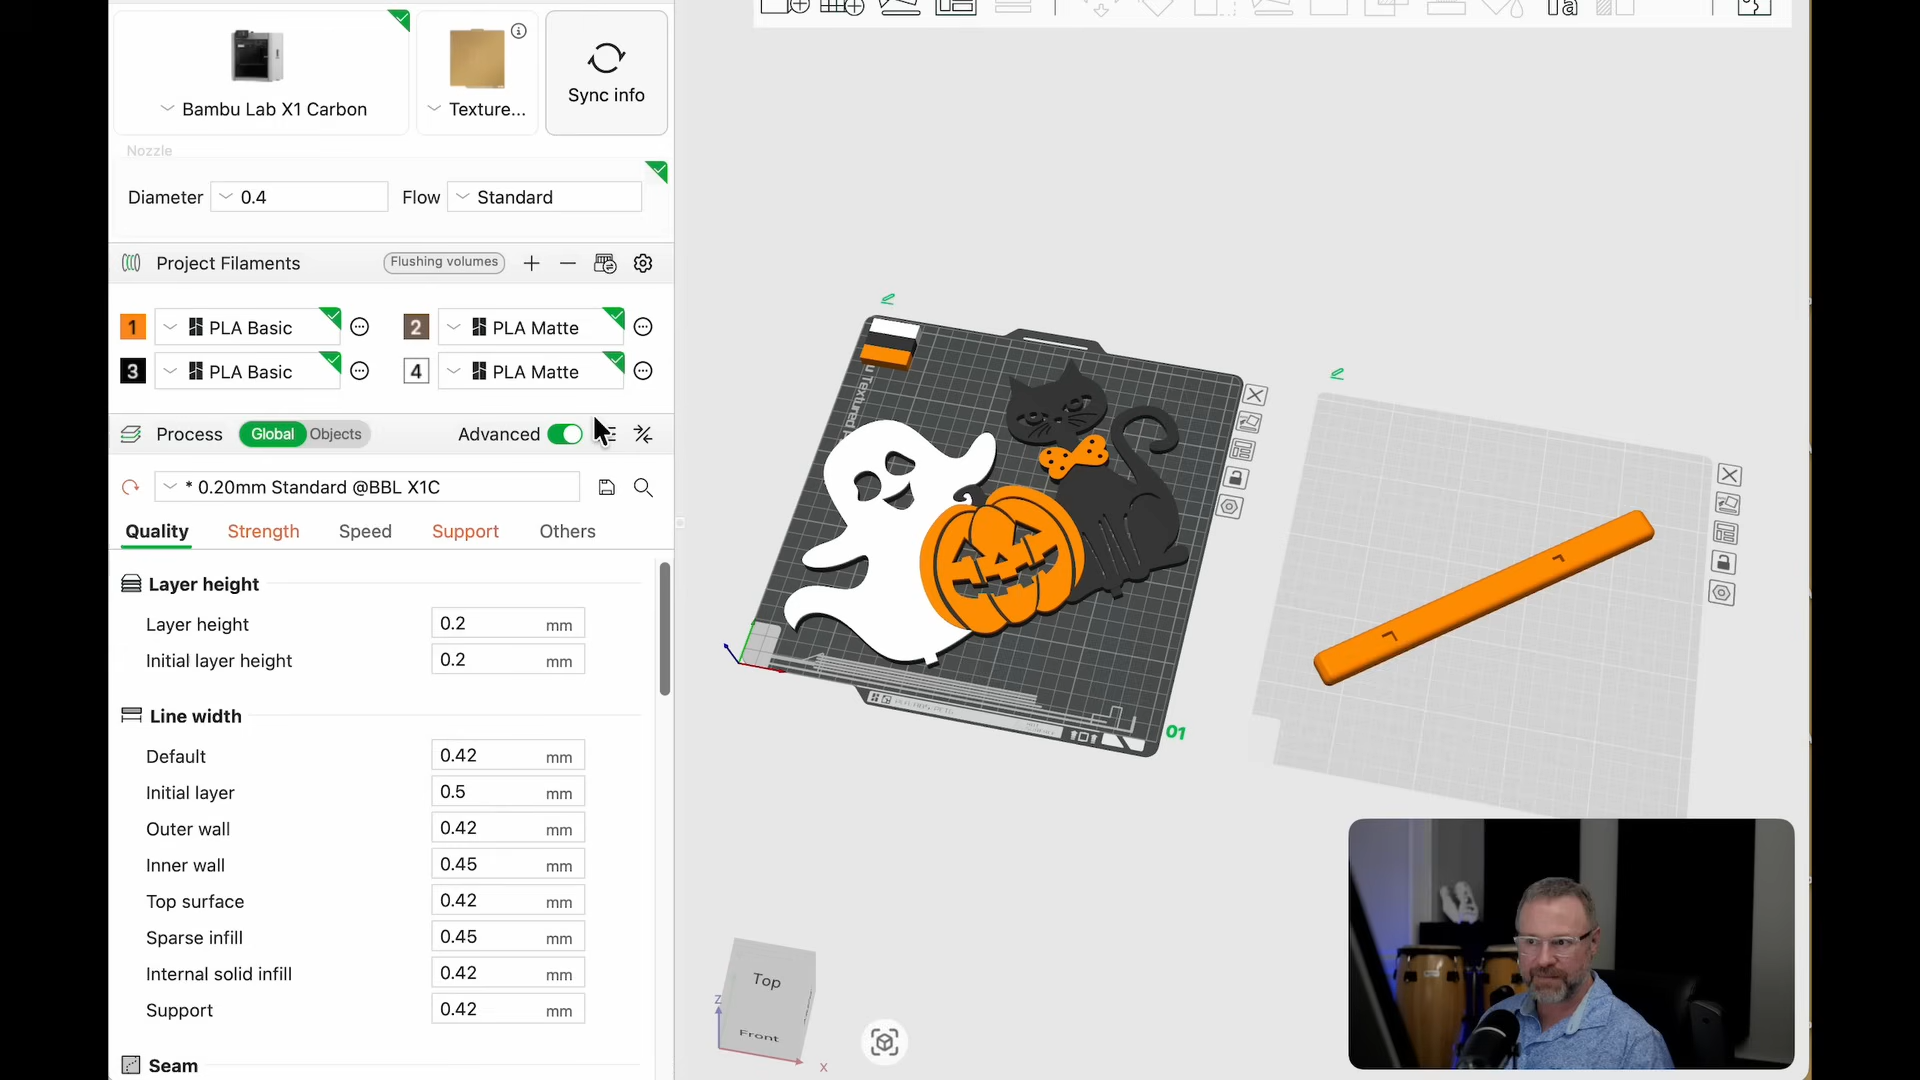 Bambu Lab X1 Carbon
Texture...
Sync info
Nozzle
Diameter 0.4 Flow Standard
Project Filaments Flushing volumes
1 PLA Basic 2 PLA Matte
3 PLA Basic 4 PLA Matte
Process Global Objects Advanced
* 0.20mm Standard @BBL X1C
Quality Strength Speed Support Others
Layer height
Layer height 0.2 mm
Initial layer height 0.2 mm
Line width
Default 0.42 mm
Initial layer 0.5 mm
Outer wall 0.42 mm
Inner wall 0.45 mm
Top surface 0.42 mm
Sparse infill 0.45 mm
Internal solid infill 0.42 mm
Support 0.42 mm
Seam
01
Top
Front
Z
X